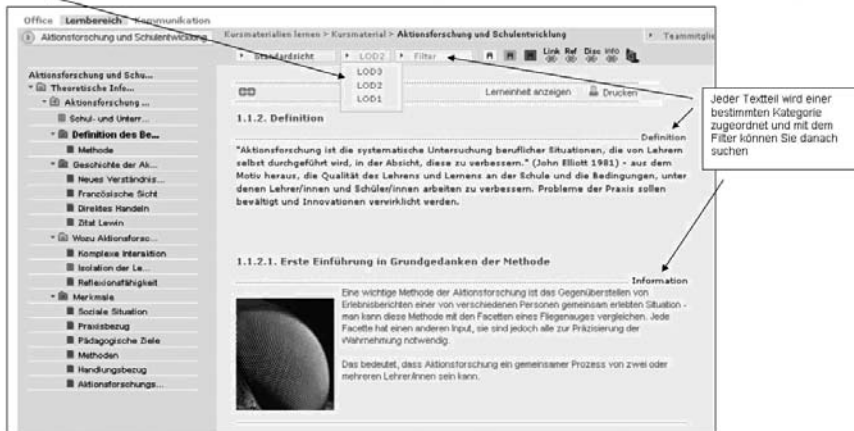 Office Lernbereich Kommunikation
Aktionsforschung und Schulentwicklung
Kursmaterialien lernen > Kursmaterial > Aktionsforschung und Schulentwicklung
Teammitglie
Standardsicht
LOD2
Filter
Link Ref Disc Info
LOD3
LOD2
LOD1
Lerneinheit anzeigen
Drucken
Jeder Textteil wird einer
bestimmten Kategorie
zugeordnet und mit dem
Filter können Sie danach
suchen
Aktionsforschung und Schu...
Theoretische Info...
Aktionsforschung ...
Schul- und Unterr...
Definition des Be...
Methode
Geschichte der Ak...
Neues Verständnis...
Französische Sicht
Direktes Handeln
Zitat Lewin
Wozu Aktionsforsc...
Komplexe Interaktion
Isolation der Le...
Reflexionsfähigkeit
Merkmale
Soziale Situation
Praxisbezug
Pädagogische Ziele
Methoden
Handlungsbezug
Aktionsforschungs...
1.1.2. Definition
Definition
"Aktionsforschung ist die systematische Untersuchung beruflicher Situationen, die von Lehrern
selbst durchgeführt wird, in der Absicht, diese zu verbessern." (John Elliott 1981) - aus dem
Motiv heraus, die Qualität des Lehrens und Lernens an der Schule und die Bedingungen, unter
denen Lehrer/innen und Schüler/innen arbeiten zu verbessern. Probleme der Praxis sollen
bewältigt und Innovationen verwirklicht werden.
1.1.2.1. Erste Einführung in Grundgedanken der Methode
Information
Eine wichtige Methode der Aktionsforschung ist das Gegenüberstellen von
Erlebnisberichten einer von verschiedenen Personen gemeinsam erlebten Situation -
man kann diese Methode mit den Facetten eines Fliegenauges vergleichen. Jede
Facette hat einen anderen Input, sie sind jedoch alle zur Präzisierung der
Wahrnehmung notwendig.
Das bedeutet, dass Aktionsforschung ein gemeinsamer Prozess von zwei oder
mehreren Lehrer/innen sein kann.